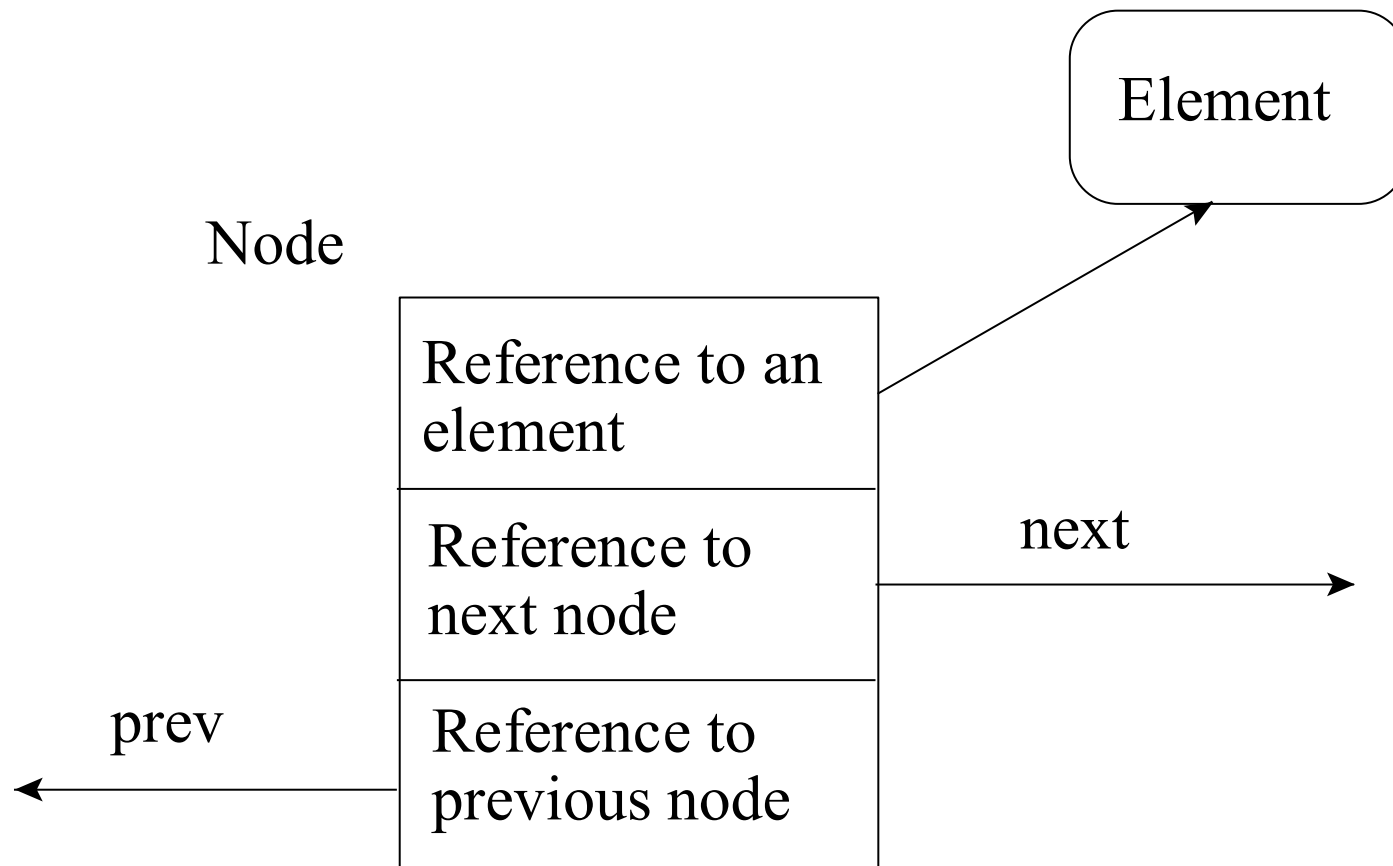 Element
Node
Reference to an
element
Reference to
next node
next
prev
Reference to
previous node